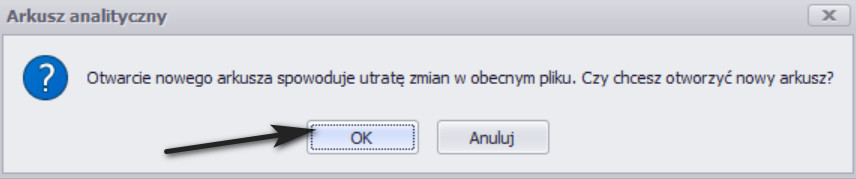 Arkusz analityczny
Otwarcie nowego arkusza spowoduje utratę zmian w obecnym pliku. Czy chcesz otworzyć nowy arkusz?
OK
Anuluj